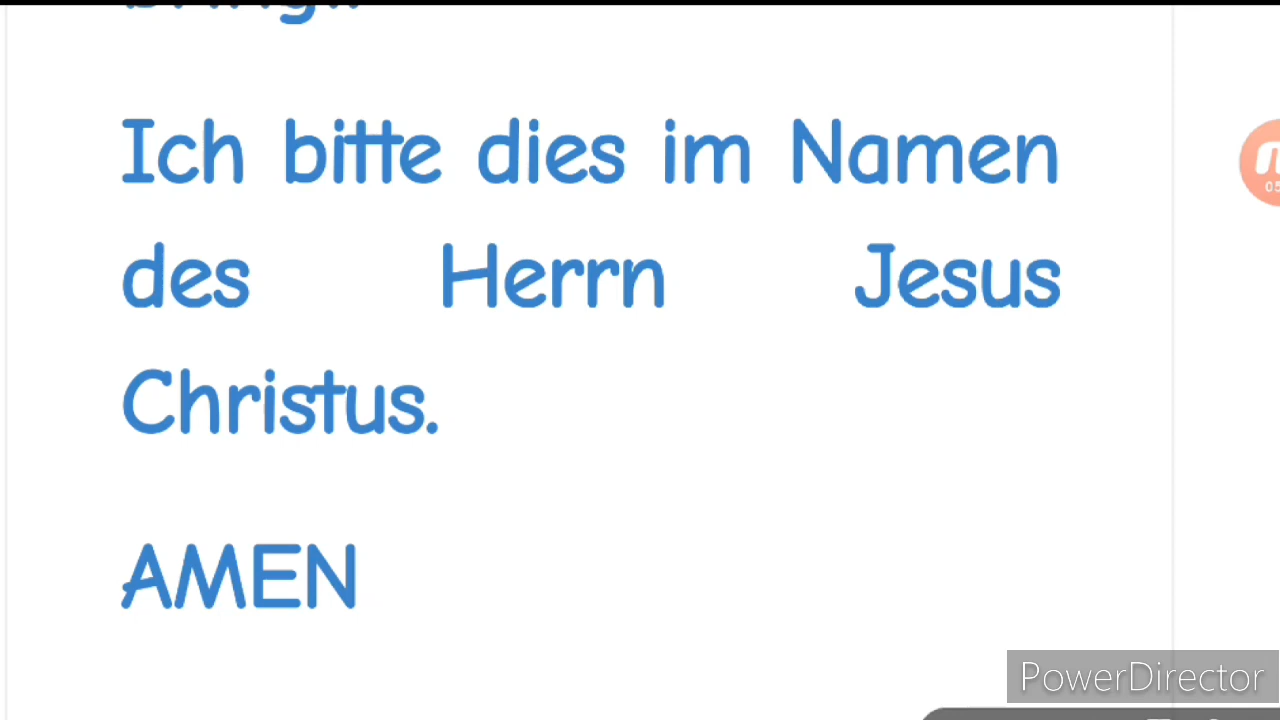 Ich bitte dies im Namen
des Herrn Jesus
Christus.
AMEN
PowerDirector